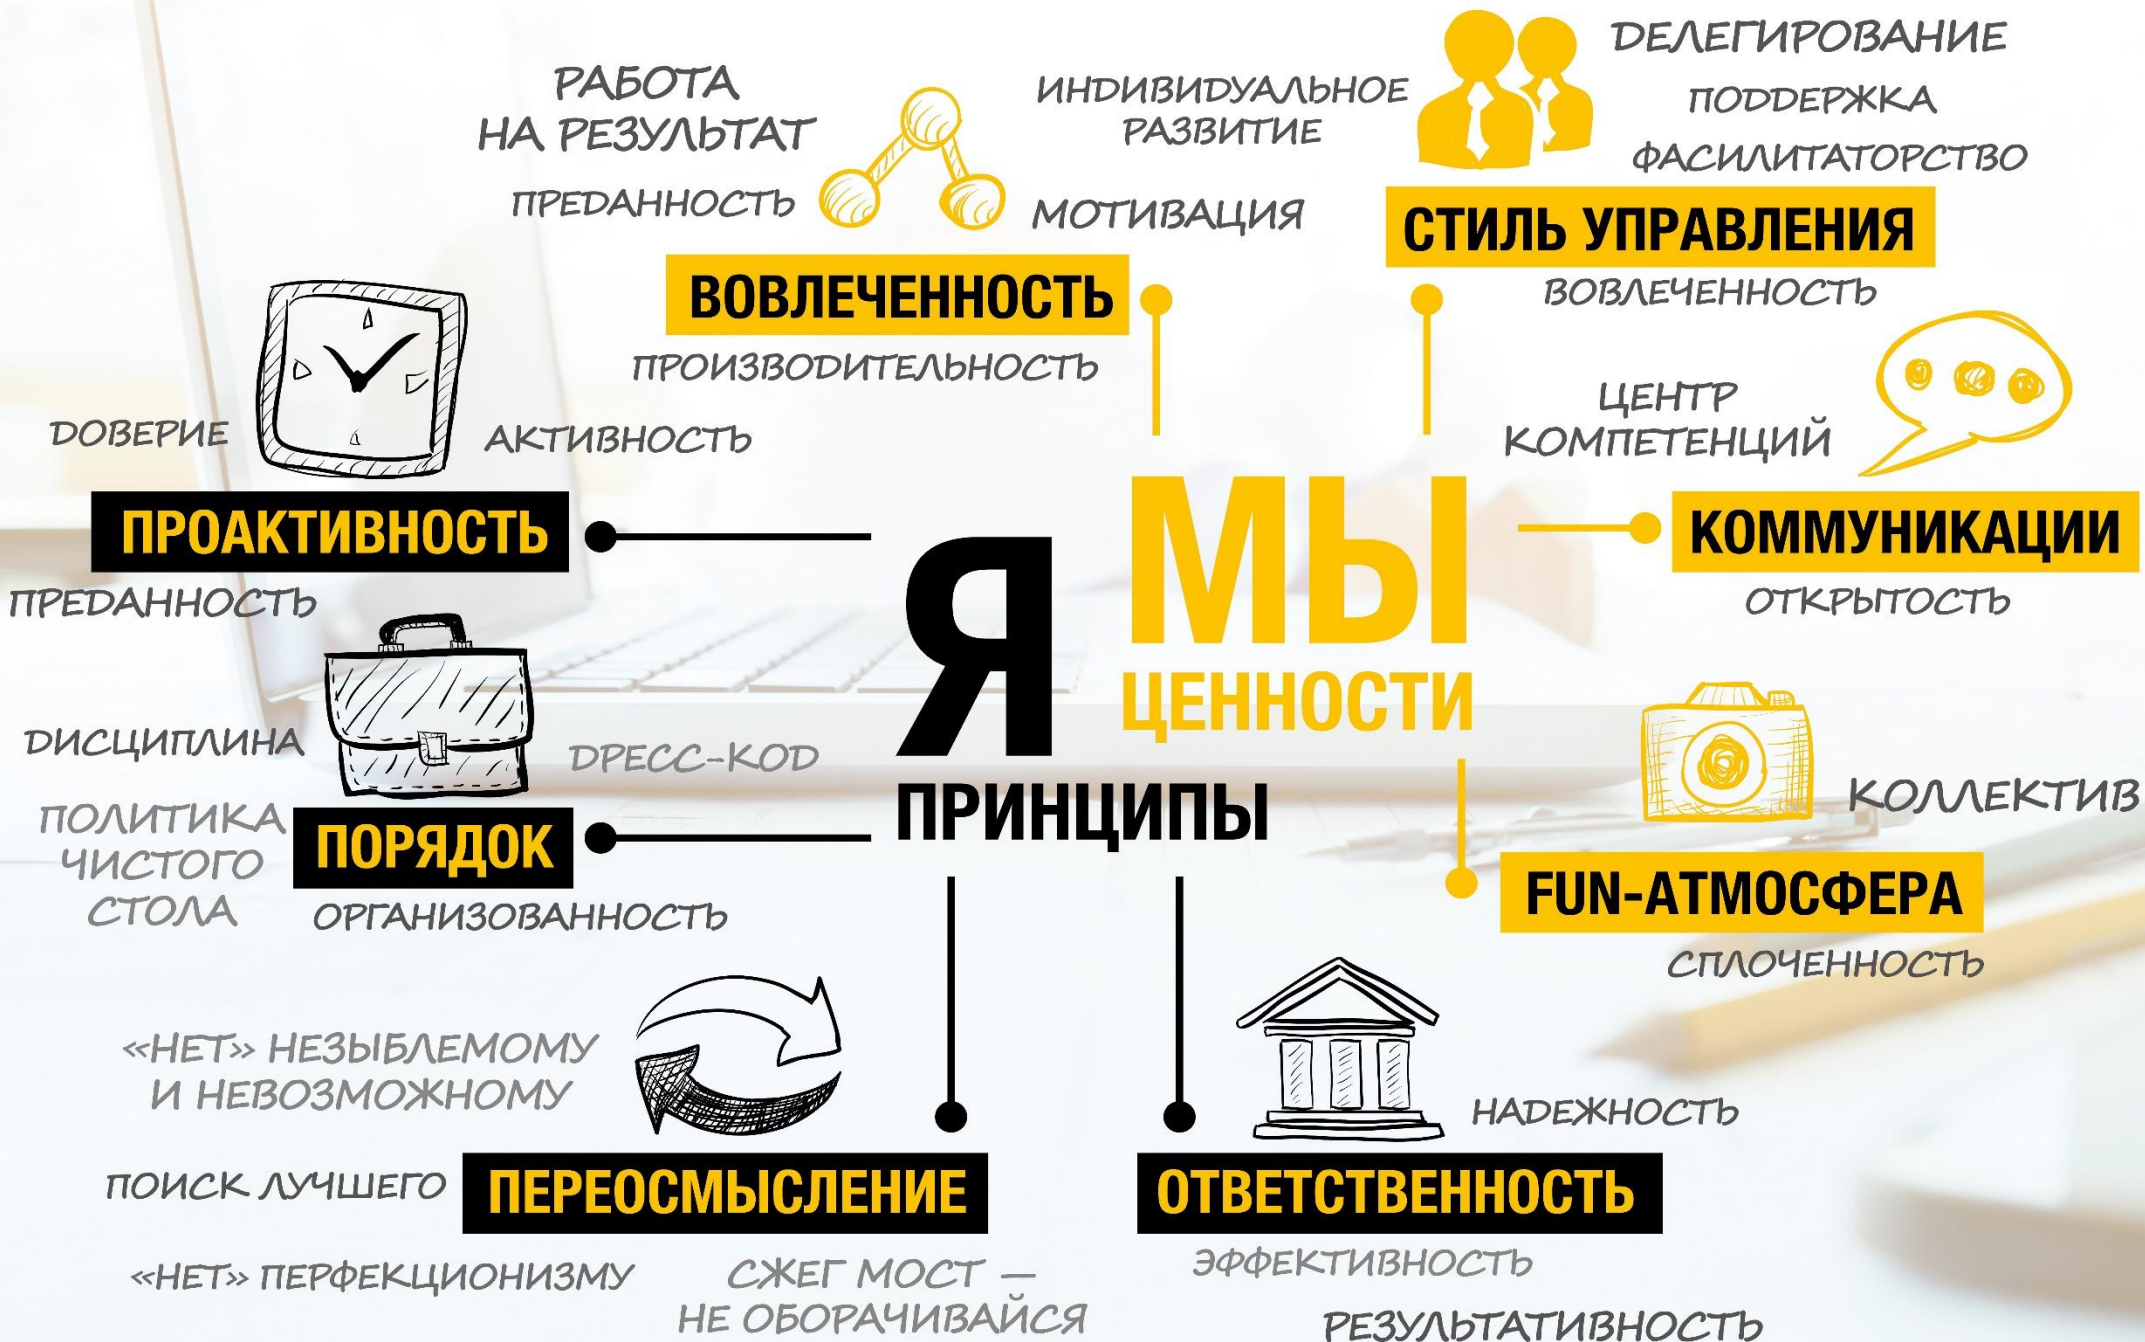 ДЕЛЕГИРОВАНИЕ
ПОДДЕРЖКА
ФАСИЛИТАТОРСТВО
СТИЛЬ УПРАВЛЕНИЯ
ВОВЛЕЧЕННОСТЬ
РАБОТА
НА РЕЗУЛЬТАТ
ПРЕДАННОСТЬ
ИНДИВИДУАЛЬНОЕ
РАЗВИТИЕ
МОТИВАЦИЯ
ВОВЛЕЧЕННОСТЬ
ПРОИЗВОДИТЕЛЬНОСТЬ
ЦЕНТР
КОМПЕТЕНЦИЙ
КОММУНИКАЦИИ
ОТКРЫТОСТЬ
ДОВЕРИЕ
АКТИВНОСТЬ
ПРОАКТИВНОСТЬ
ПРЕДАННОСТЬ
Я
ПРИНЦИПЫ
МЫ
ЦЕННОСТИ
ДИСЦИПЛИНА
ДРЕСС-КОД
ПОЛИТИКА
ЧИСТОГО
СТОЛА
ПОРЯДОК
ОРГАНИЗОВАННОСТЬ
КОЛЛЕКТИВ
FUN-АТМОСФЕРА
СПЛОЧЕННОСТЬ
«НЕТ» НЕЗЫБЛЕМОМУ
И НЕВОЗМОЖНОМУ
ПОИСК ЛУЧШЕГО
ПЕРЕОСМЫСЛЕНИЕ
«НЕТ» ПЕРФЕКЦИОНИЗМУ
СЖЕГ МОСТ —
НЕ ОБОРАЧИВАЙСЯ
НАДЕЖНОСТЬ
ОТВЕТСТВЕННОСТЬ
ЭФФЕКТИВНОСТЬ
РЕЗУЛЬТАТИВНОСТЬ